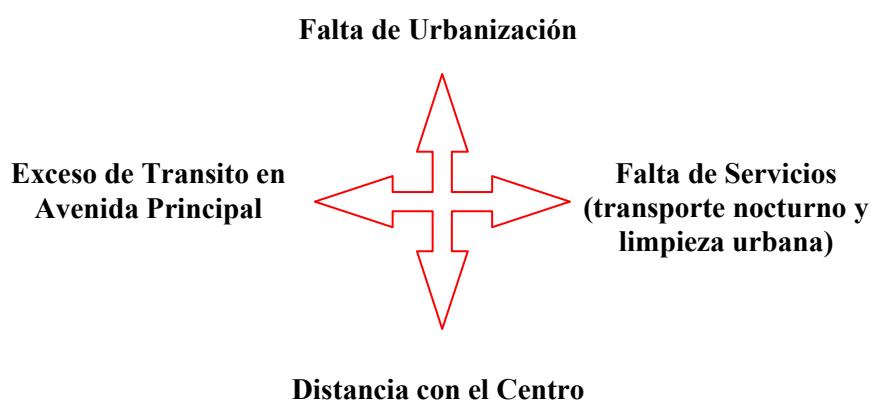 Falta de Urbanización
Exceso de Transito en
Avenida Principal
Falta de Servicios
(transporte nocturno y
limpieza urbana)
Distancia con el Centro